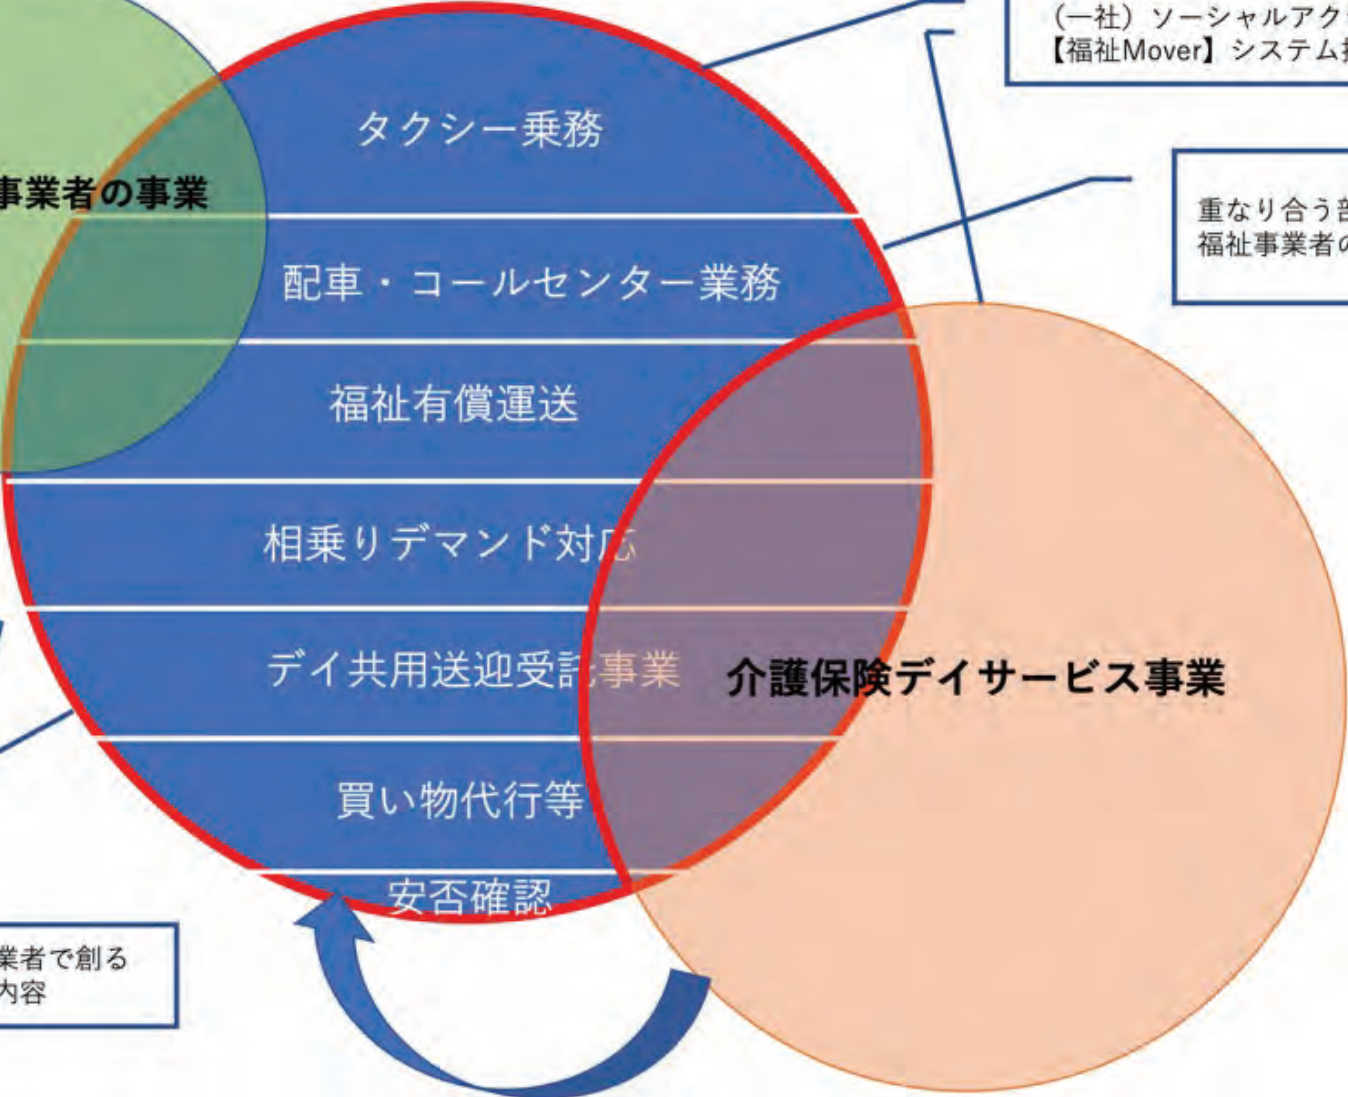 (一社)ソーシャルアク
【福祉Mover】システム
タクシー乗務
事業者の事業
重なり合う
福祉事業者の
配車・コールセンター業務
福祉有償運送
相乗りデマンド対応
デイ共用送迎受託事業
介護保険デイサービス事業
買い物代行等
安否確認
業者で創る
内容